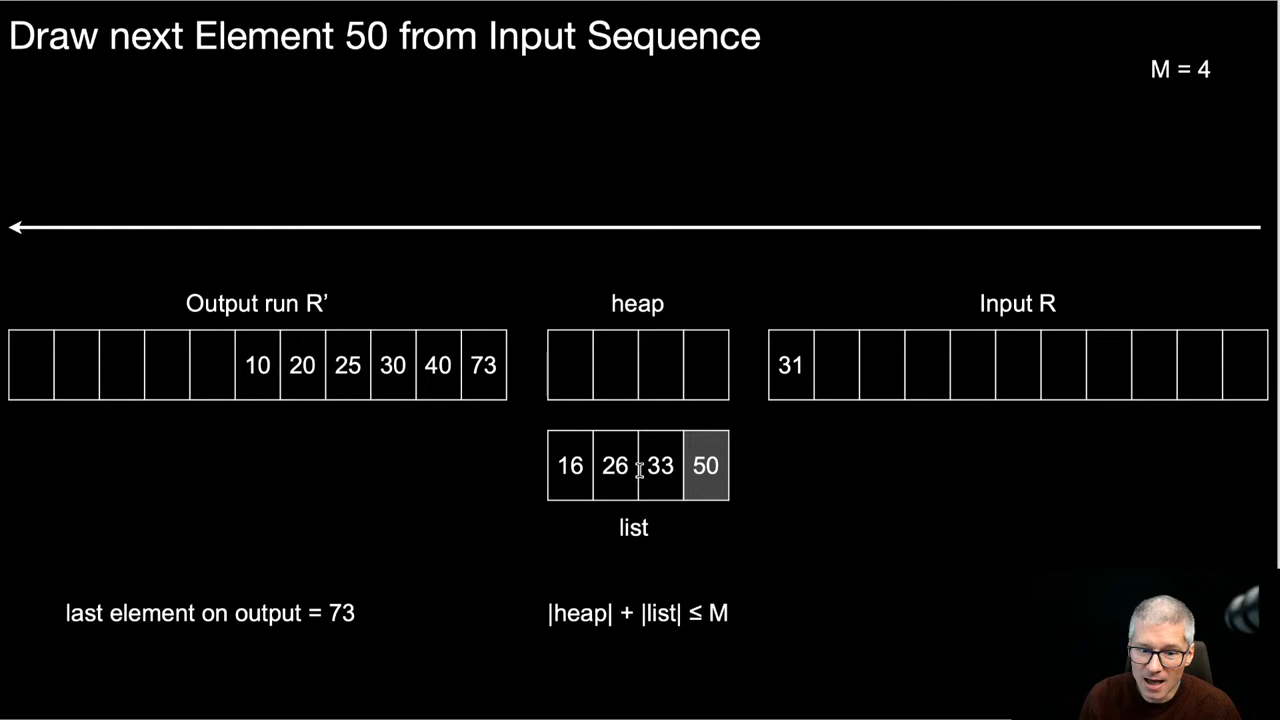 Draw next Element 50 from Input Sequence
M = 4
Output run R’
heap
Input R
10 20 25 30 40 73
31
16 26 33 50
list
last element on output = 73
|heap| + |list| ≤ M